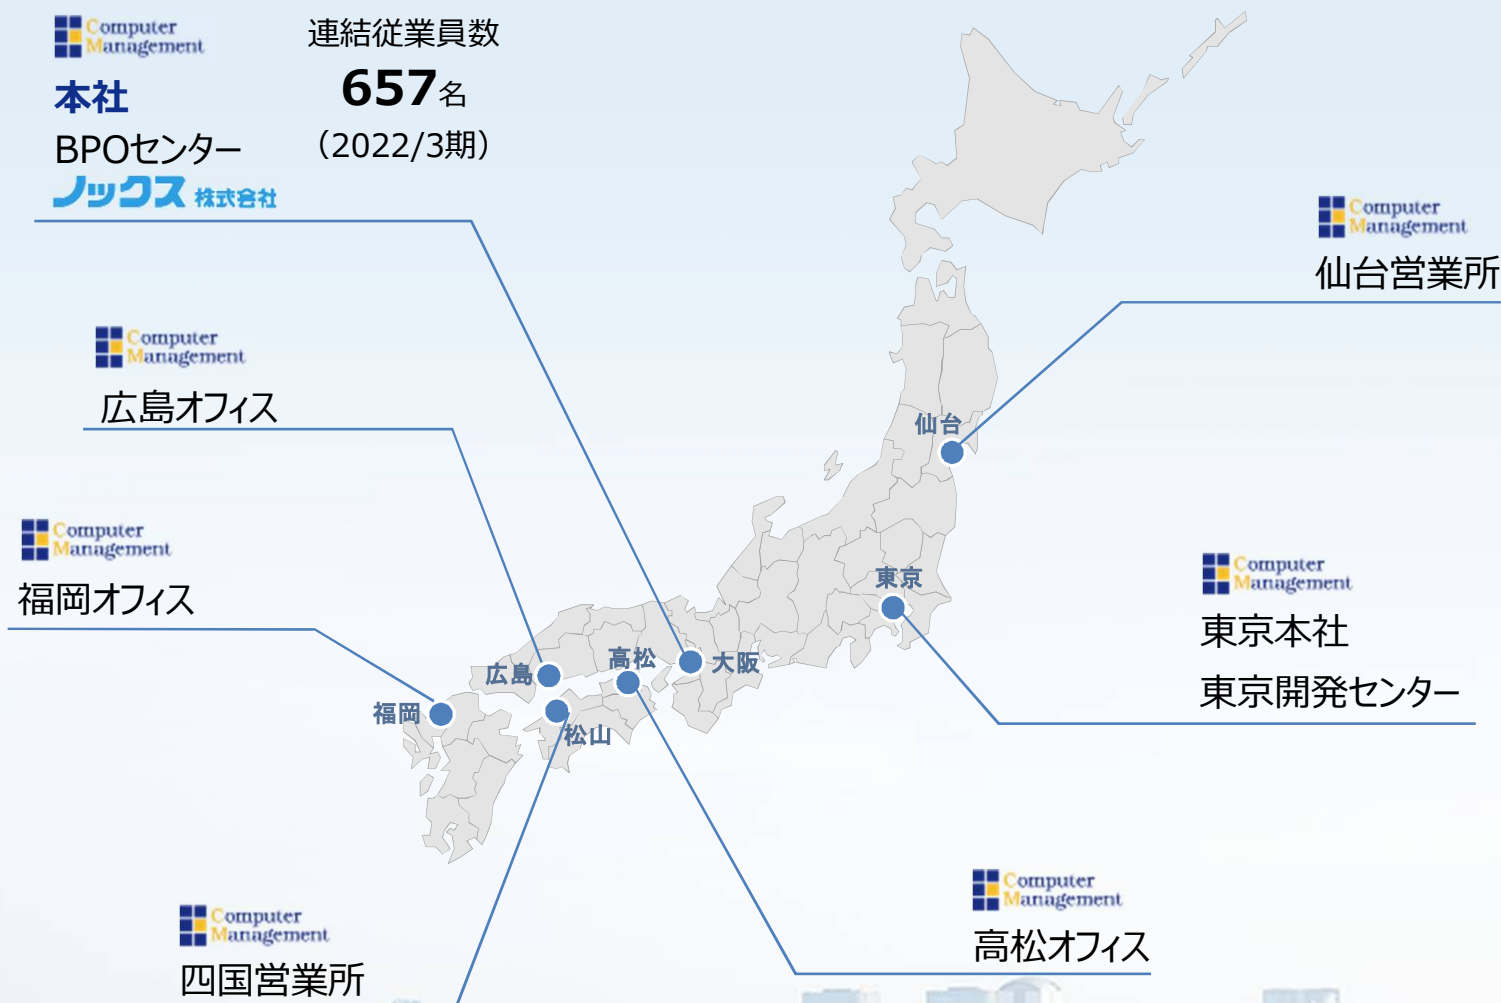 Computer
Management
本社
BPOセンター
ノックス 株式会社
連結従業員数
657名
（2022/3期）
Computer
Management
仙台営業所
Computer
Management
広島オフィス
Computer
Management
福岡オフィス
Computer
Management
東京本社
東京開発センター
Computer
Management
高松オフィス
Computer
Management
四国営業所
仙台
東京
大阪
高松
広島
松山
福岡